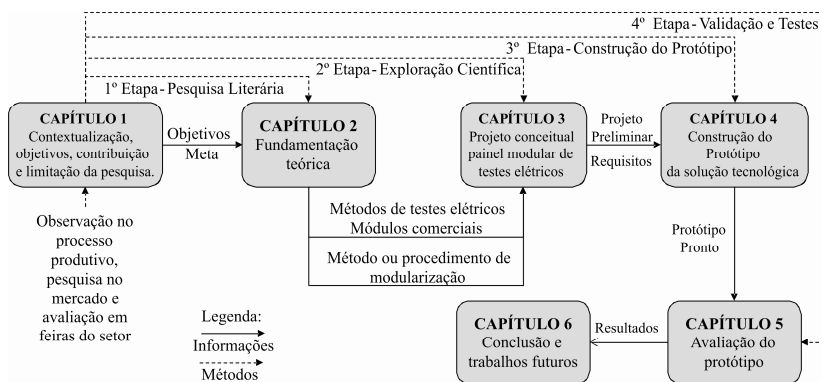 4º Etapa-Validação e Testes
3º Etapa-Construção do Protótipo
2º Etapa-Exploração Científica
1º Etapa-Pesquisa Literária
CAPÍTULO 1
Contextualização,
objetivos, contribuição
e limitação da pesquisa.
Objetivos
Meta
CAPÍTULO 2
Fundamentação
teórica
CAPÍTULO 3
Projeto conceitual
painel modular de
testes elétricos
Projeto
Preliminar
Requisitos
CAPÍTULO 4
Construção do
Protótipo
da solução tecnológica
Observação no
processo
produtivo,
pesquisa no
mercado e
avaliação em
feiras do setor
Métodos de testes elétricos
Módulos comerciais
Método ou procedimento de
modularização
Protótipo
Pronto
Legenda:
Informações
Métodos
CAPÍTULO 6
Conclusão e
trabalhos futuros
Resultados
CAPÍTULO 5
Avaliação do
protótipo